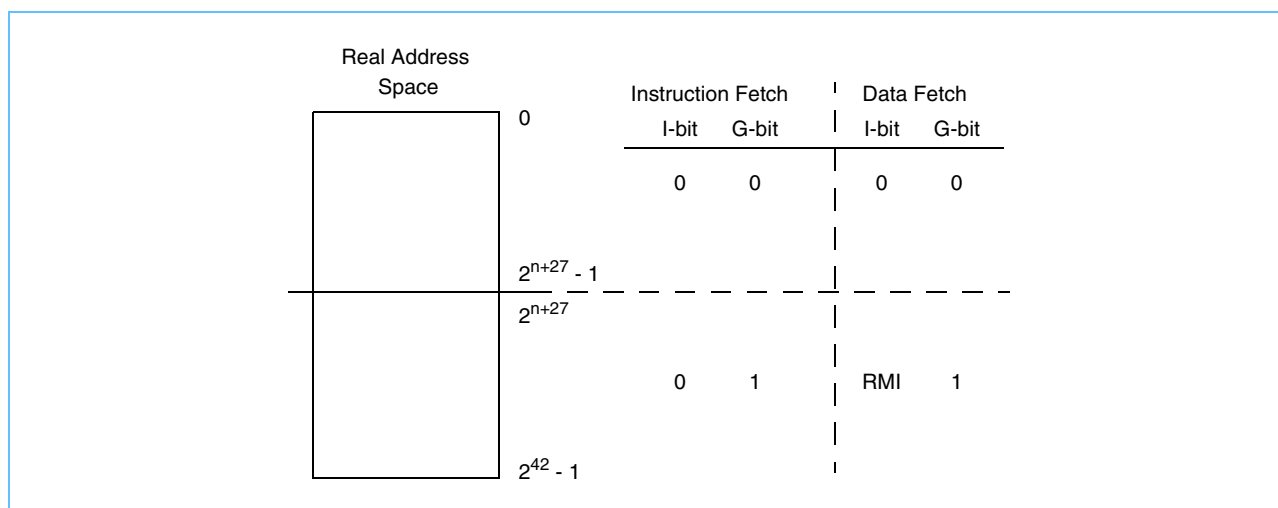 Real Address
Space
Instruction Fetch Data Fetch
I-bit G-bit I-bit G-bit
0
0 0 0 0
2^{n+27} - 1
2^{n+27}
0 1 RMI 1
2^{42} - 1